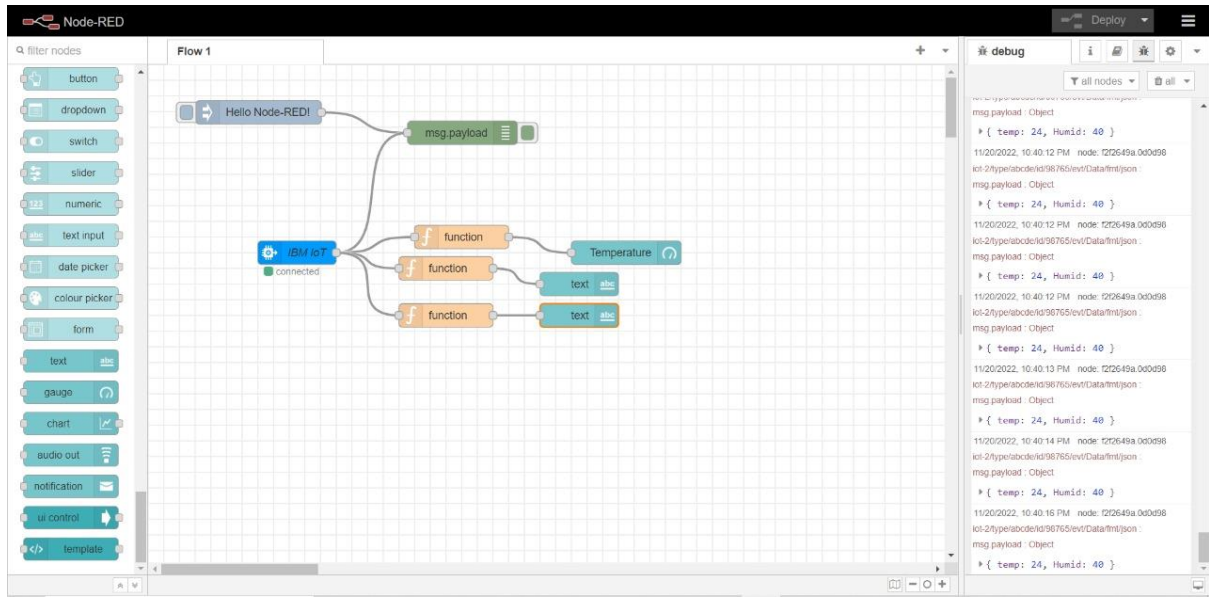 Node-RED
Deploy
filter nodes
Flow 1
debug
i
all nodes
all
button
dropdown
switch
slider
123 numeric
abc text input
date picker
colour picker
form
text abc
gauge
chart
audio out
notification
ui control
</> template
Hello Node-RED!
msg.payload
IBM IoT
connected
f function
Temperature
f function
text abc
f function
text abc
msg.payload : Object
{ temp: 24, Humid: 40 }
11/20/2022, 10:40:12 PM node: f2f2649a.0d0d98
iot-2/type/abcde/id/98765/evt/Data/fmt/json :
msg.payload : Object
{ temp: 24, Humid: 40 }
11/20/2022, 10:40:12 PM node: f2f2649a.0d0d98
iot-2/type/abcde/id/98765/evt/Data/fmt/json :
msg.payload : Object
{ temp: 24, Humid: 40 }
11/20/2022, 10:40:12 PM node: f2f2649a.0d0d98
iot-2/type/abcde/id/98765/evt/Data/fmt/json :
msg.payload : Object
{ temp: 24, Humid: 40 }
11/20/2022, 10:40:13 PM node: f2f2649a.0d0d98
iot-2/type/abcde/id/98765/evt/Data/fmt/json :
msg.payload : Object
{ temp: 24, Humid: 40 }
11/20/2022, 10:40:14 PM node: f2f2649a.0d0d98
iot-2/type/abcde/id/98765/evt/Data/fmt/json :
msg.payload : Object
{ temp: 24, Humid: 40 }
11/20/2022, 10:40:16 PM node: f2f2649a.0d0d98
iot-2/type/abcde/id/98765/evt/Data/fmt/json :
msg.payload : Object
{ temp: 24, Humid: 40 }